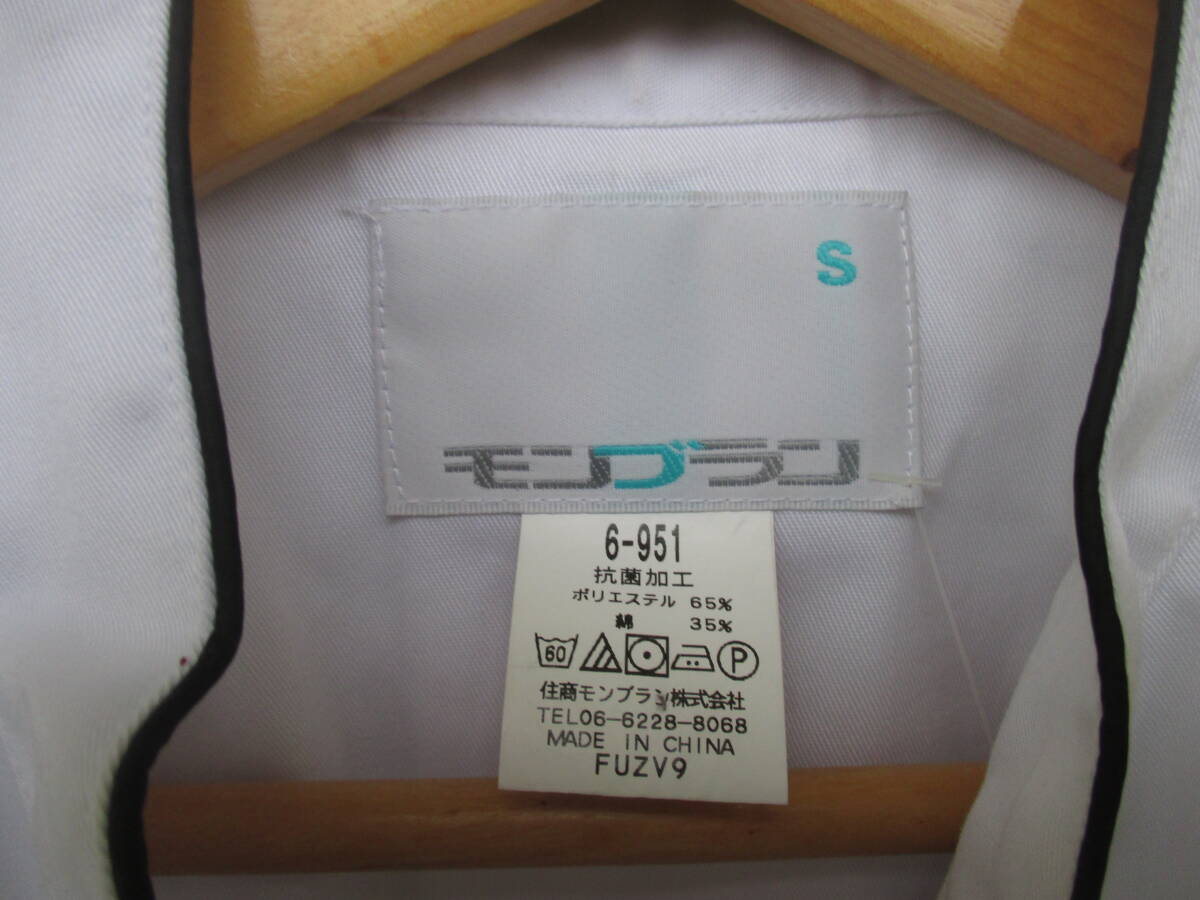 S
モンブラン
6-951
抗菌加工
ポリエステル 65%
綿 35%
60 P
住商モンブラン株式会社
TEL06-6228-8068
MADE IN CHINA
FUZV9